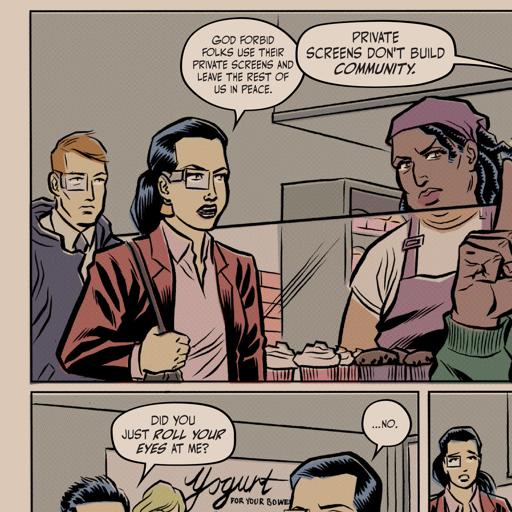 GOD FORBID
FOLKS USE THEIR
PRIVATE SCREENS AND
LEAVE THE REST OF
US IN PEACE.
PRIVATE
SCREENS DON'T BUILD
COMMUNITY.
DID YOU
JUST ROLL YOUR
EYES AT ME?
...NO.
Yogurt
FOR YOUR BOWE